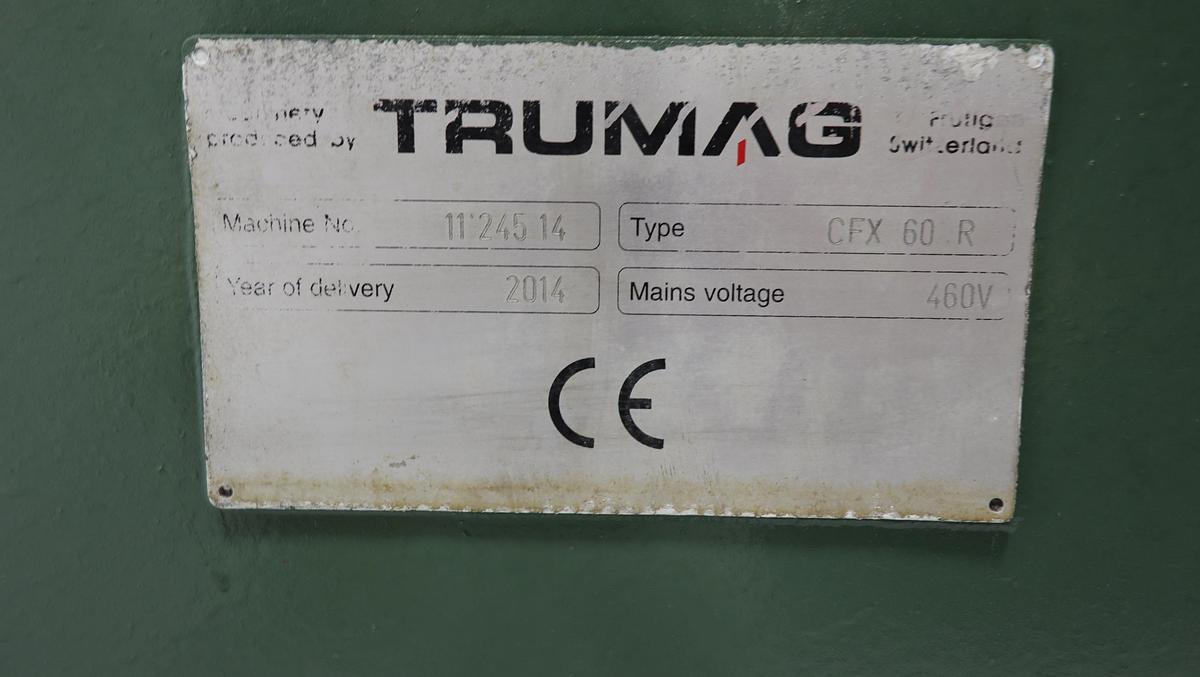 produced by TRUMAG Switzerland
Machine No. 11'245 14 Type CFX 60 R
Year of delivery 2014 Mains voltage 460V
CE